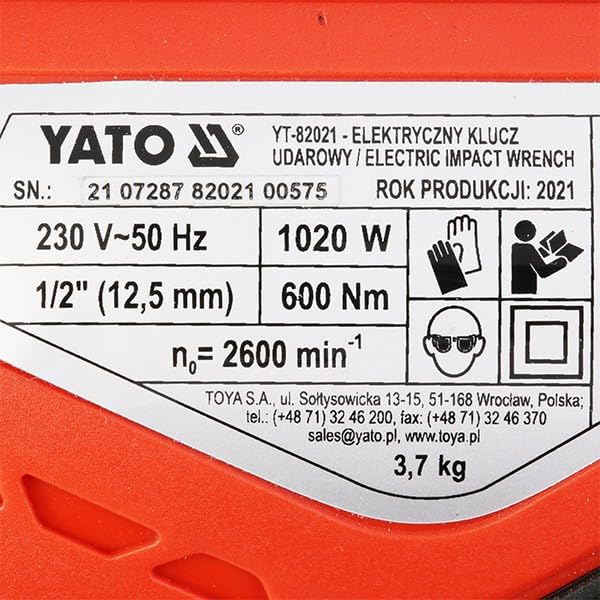 YATO ®
YT-82021 - ELEKTRYCZNY KLUCZ
UDAROWY / ELECTRIC IMPACT WRENCH
SN.: 21 07287 82021 00575 ROK PRODUKCJI: 2021
230 V~50 Hz 1020 W
1/2" (12,5 mm) 600 Nm
n₀= 2600 min⁻¹
TOYA S.A., ul. Sołtysowicka 13-15, 51-168 Wrocław, Polska;
tel.: (+48 71) 32 46 200, fax: (+48 71) 32 46 370
sales@yato.pl, www.toya.pl
3,7 kg